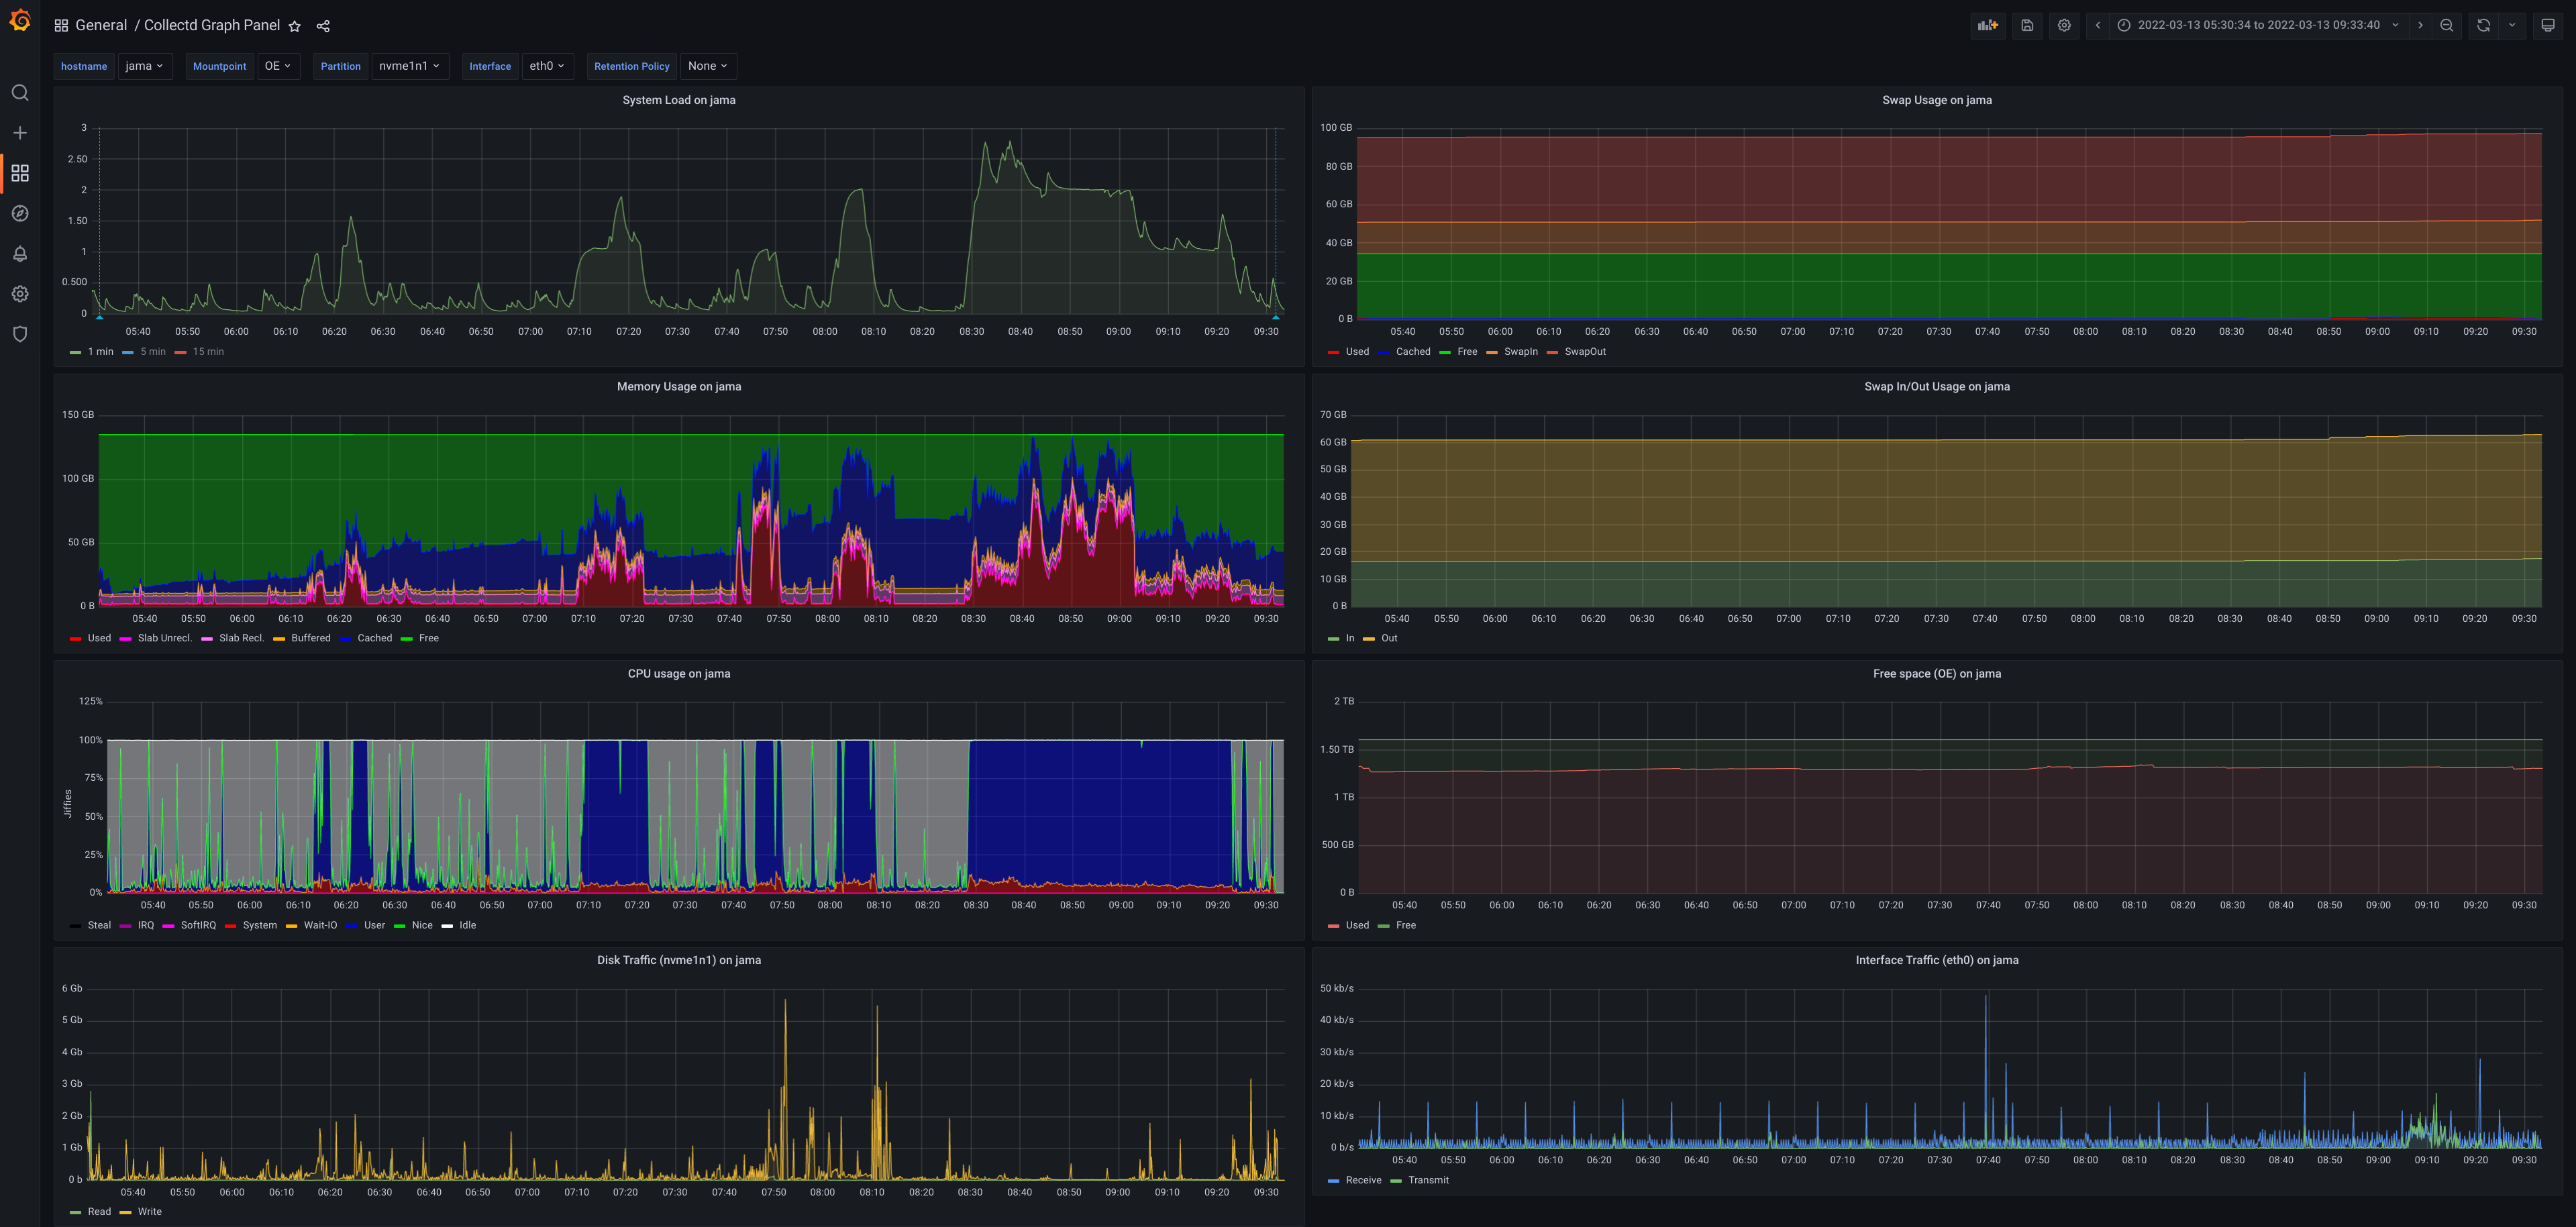 General / Collectd Graph Panel
2022-03-13 05:30:34 to 2022-03-13 09:33:40
hostname jama Mountpoint OE Partition nvme1n1 Interface eth0 Retention Policy None
System Load on jama
3
2.50
2
1.50
1
0.500
0
05:40 05:50 06:00 06:10 06:20 06:30 06:40 06:50 07:00 07:10 07:20 07:30 07:40 07:50 08:00 08:10 08:20 08:30 08:40 08:50 09:00 09:10 09:20 09:30
1 min 5 min 15 min
Swap Usage on jama
100 GB
80 GB
60 GB
40 GB
20 GB
0 B
05:40 05:50 06:00 06:10 06:20 06:30 06:40 06:50 07:00 07:10 07:20 07:30 07:40 07:50 08:00 08:10 08:20 08:30 08:40 08:50 09:00 09:10 09:20 09:30
Used Cached Free SwapIn SwapOut
Memory Usage on jama
150 GB
100 GB
50 GB
0 B
05:40 05:50 06:00 06:10 06:20 06:30 06:40 06:50 07:00 07:10 07:20 07:30 07:40 07:50 08:00 08:10 08:20 08:30 08:40 08:50 09:00 09:10 09:20 09:30
Used Slab Unrecl. Slab Recl. Buffered Cached Free
Swap In/Out Usage on jama
70 GB
60 GB
50 GB
40 GB
30 GB
20 GB
10 GB
0 B
05:40 05:50 06:00 06:10 06:20 06:30 06:40 06:50 07:00 07:10 07:20 07:30 07:40 07:50 08:00 08:10 08:20 08:30 08:40 08:50 09:00 09:10 09:20 09:30
In Out
CPU usage on jama
125%
100%
75%
50%
25%
0%
Jiffies
05:40 05:50 06:00 06:10 06:20 06:30 06:40 06:50 07:00 07:10 07:20 07:30 07:40 07:50 08:00 08:10 08:20 08:30 08:40 08:50 09:00 09:10 09:20 09:30
Steal IRQ SoftIRQ System Wait-IO User Nice Idle
Free space (OE) on jama
2 TB
1.50 TB
1 TB
500 GB
0 B
05:40 05:50 06:00 06:10 06:20 06:30 06:40 06:50 07:00 07:10 07:20 07:30 07:40 07:50 08:00 08:10 08:20 08:30 08:40 08:50 09:00 09:10 09:20 09:30
Used Free
Disk Traffic (nvme1n1) on jama
6 Gb
5 Gb
4 Gb
3 Gb
2 Gb
1 Gb
0 b
05:40 05:50 06:00 06:10 06:20 06:30 06:40 06:50 07:00 07:10 07:20 07:30 07:40 07:50 08:00 08:10 08:20 08:30 08:40 08:50 09:00 09:10 09:20 09:30
Read Write
Interface Traffic (eth0) on jama
50 kb/s
40 kb/s
30 kb/s
20 kb/s
10 kb/s
0 b/s
05:40 05:50 06:00 06:10 06:20 06:30 06:40 06:50 07:00 07:10 07:20 07:30 07:40 07:50 08:00 08:10 08:20 08:30 08:40 08:50 09:00 09:10 09:20 09:30
Receive Transmit